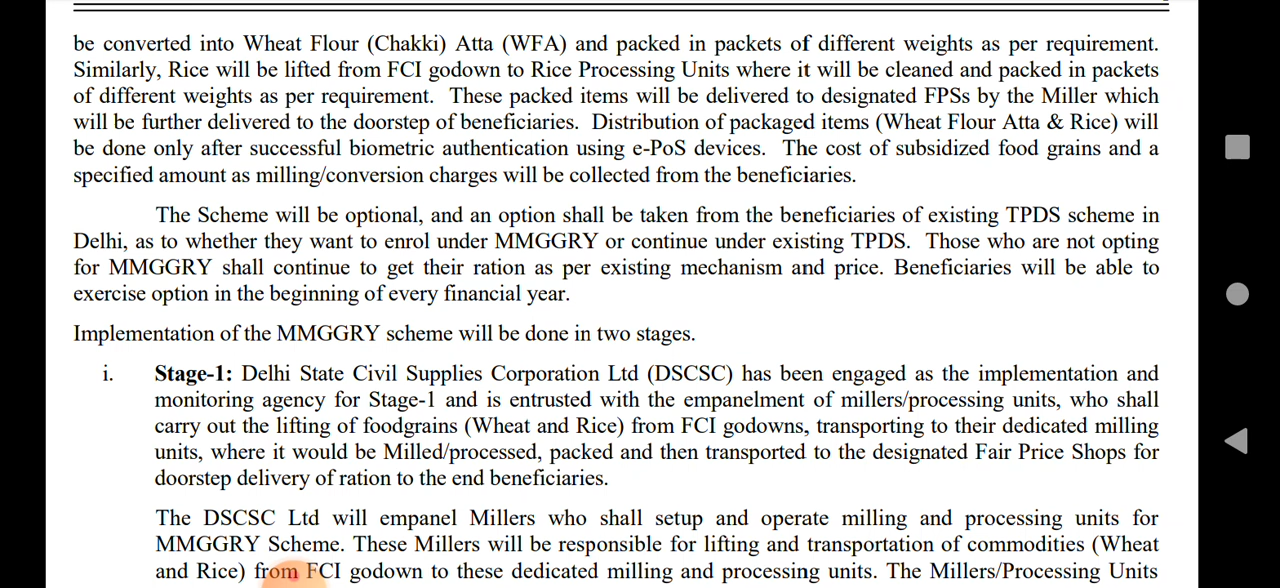 be converted into Wheat Flour (Chakki) Atta (WFA) and packed in packets of different weights as per requirement.
Similarly, Rice will be lifted from FCI godown to Rice Processing Units where it will be cleaned and packed in packets
of different weights as per requirement. These packed items will be delivered to designated FPSs by the Miller which
will be further delivered to the doorstep of beneficiaries. Distribution of packaged items (Wheat Flour Atta & Rice) will
be done only after successful biometric authentication using e-PoS devices. The cost of subsidized food grains and a
specified amount as milling/conversion charges will be collected from the beneficiaries.
The Scheme will be optional, and an option shall be taken from the beneficiaries of existing TPDS scheme in
Delhi, as to whether they want to enrol under MMGGRY or continue under existing TPDS. Those who are not opting
for MMGGRY shall continue to get their ration as per existing mechanism and price. Beneficiaries will be able to
exercise option in the beginning of every financial year.
Implementation of the MMGGRY scheme will be done in two stages.
i. Stage-1: Delhi State Civil Supplies Corporation Ltd (DSCSC) has been engaged as the implementation and
monitoring agency for Stage-1 and is entrusted with the empanelment of millers/processing units, who shall
carry out the lifting of foodgrains (Wheat and Rice) from FCI godowns, transporting to their dedicated milling
units, where it would be Milled/processed, packed and then transported to the designated Fair Price Shops for
doorstep delivery of ration to the end beneficiaries.
The DSCSC Ltd will empanel Millers who shall setup and operate milling and processing units for
MMGGRY Scheme. These Millers will be responsible for lifting and transportation of commodities (Wheat
and Rice) from FCI godown to these dedicated milling and processing units. The Millers/Processing Units